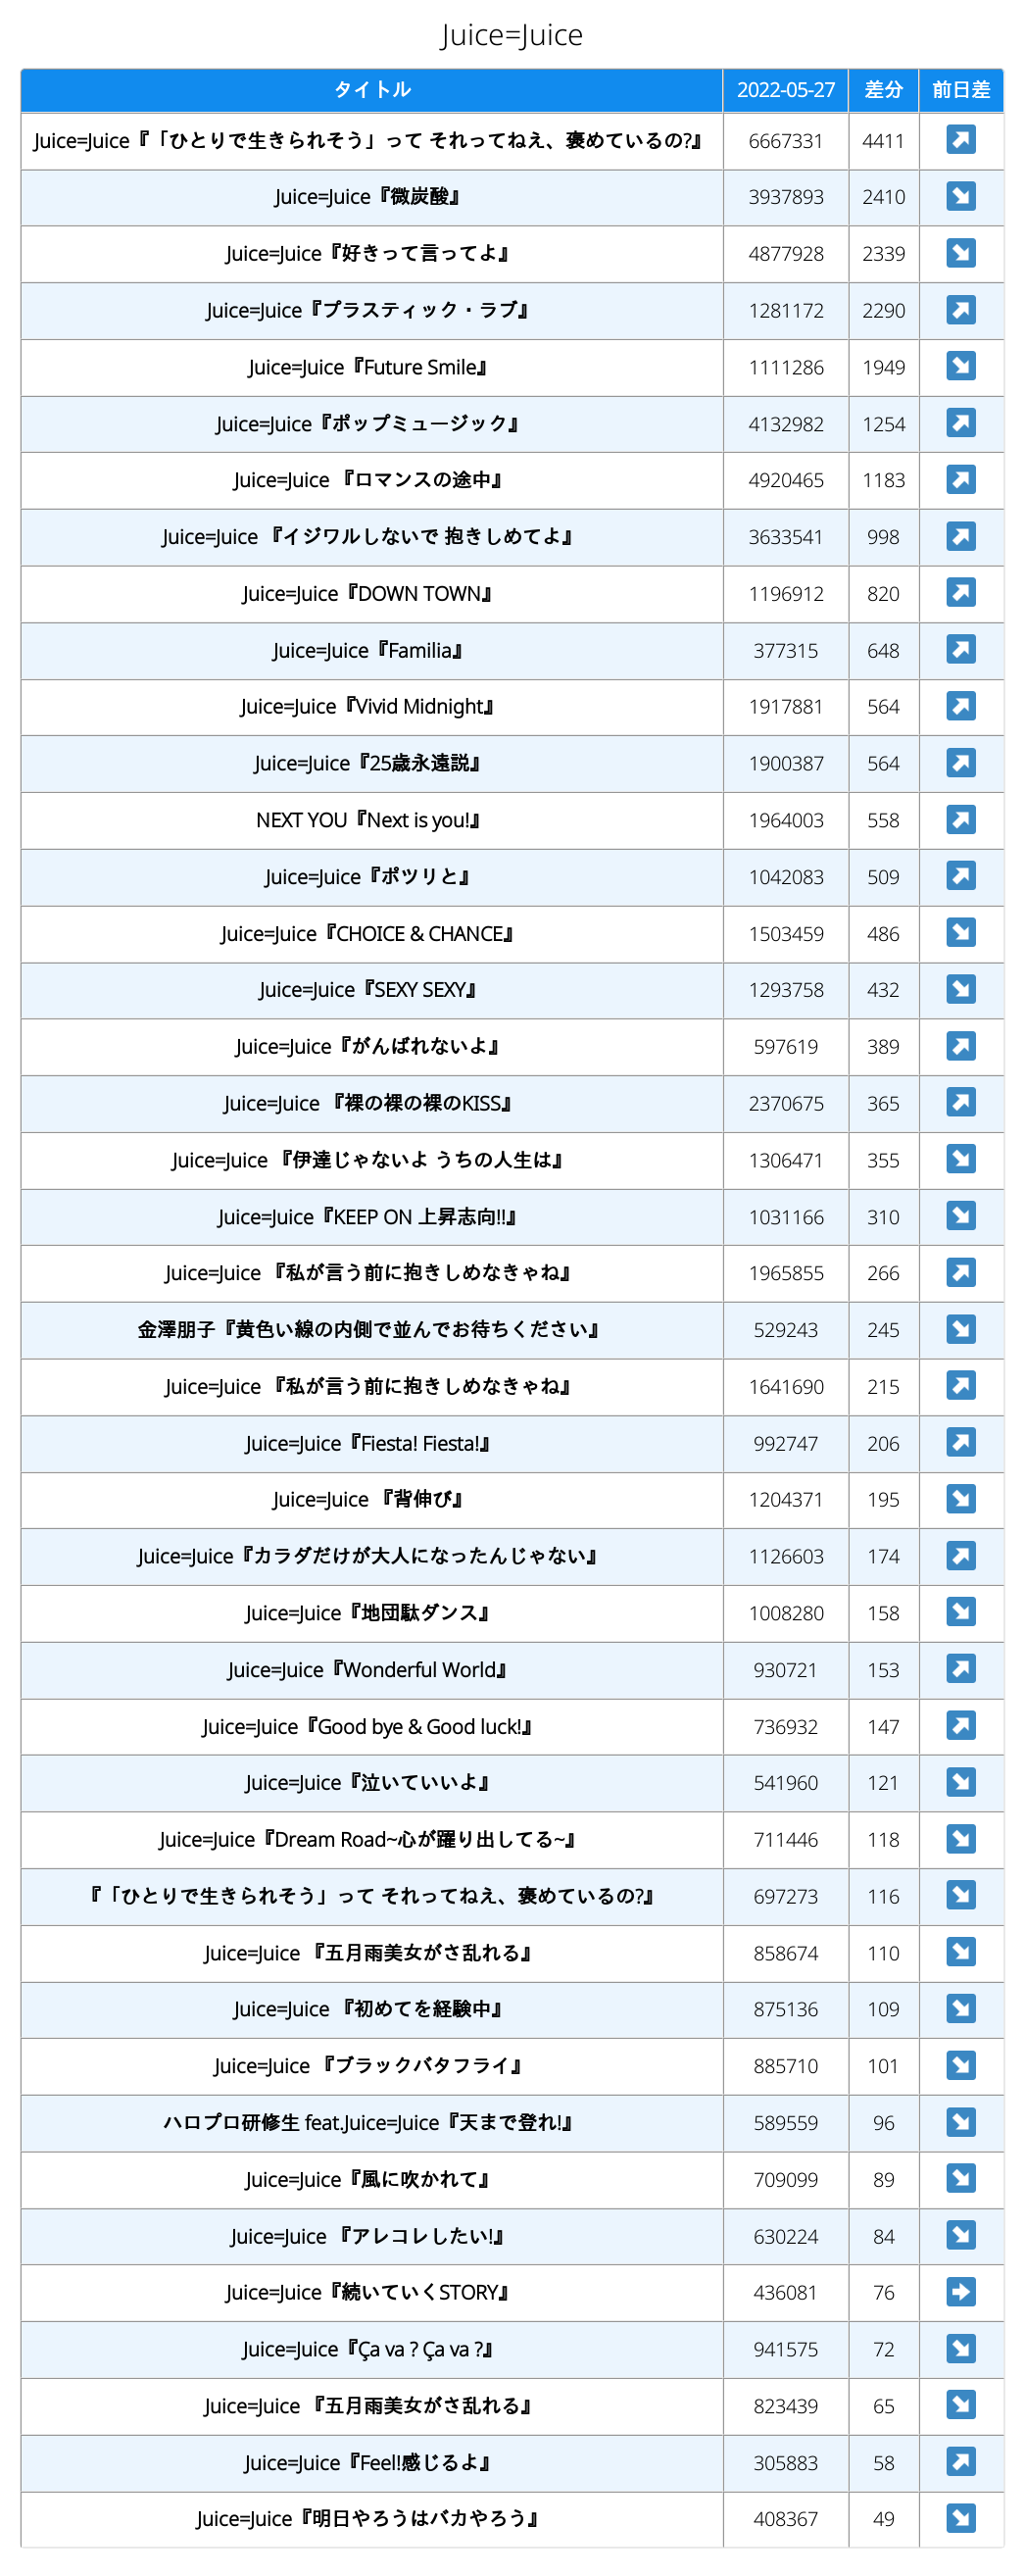 Juice=Juice
タイトル 2022-05-27 差分 前日差
Juice=Juice『「ひとりで生きられそう」って それってねえ、褒めているの?』 6667331 4411
Juice=Juice『微炭酸』 3937893 2410
Juice=Juice『好きって言ってよ』 4877928 2339
Juice=Juice『プラスティック・ラブ』 1281172 2290
Juice=Juice『Future Smile』 1111286 1949
Juice=Juice『ポップミュージック』 4132982 1254
Juice=Juice 『ロマンスの途中』 4920465 1183
Juice=Juice 『イジワルしないで 抱きしめてよ』 3633541 998
Juice=Juice『DOWN TOWN』 1196912 820
Juice=Juice『Familia』 377315 648
Juice=Juice『Vivid Midnight』 1917881 564
Juice=Juice『25歳永遠説』 1900387 564
NEXT YOU『Next is you!』 1964003 558
Juice=Juice『ポツリと』 1042083 509
Juice=Juice『CHOICE & CHANCE』 1503459 486
Juice=Juice『SEXY SEXY』 1293758 432
Juice=Juice『がんばれないよ』 597619 389
Juice=Juice 『裸の裸の裸のKISS』 2370675 365
Juice=Juice 『伊達じゃないよ うちの人生は』 1306471 355
Juice=Juice『KEEP ON 上昇志向!!』 1031166 310
Juice=Juice 『私が言う前に抱きしめなきゃね』 1965855 266
金澤朋子『黄色い線の内側で並んでお待ちください』 529243 245
Juice=Juice 『私が言う前に抱きしめなきゃね』 1641690 215
Juice=Juice『Fiesta! Fiesta!』 992747 206
Juice=Juice 『背伸び』 1204371 195
Juice=Juice『カラダだけが大人になったんじゃない』 1126603 174
Juice=Juice『地団駄ダンス』 1008280 158
Juice=Juice『Wonderful World』 930721 153
Juice=Juice『Good bye & Good luck!』 736932 147
Juice=Juice『泣いていいよ』 541960 121
Juice=Juice『Dream Road~心が躍り出してる~』 711446 118
『「ひとりで生きられそう」って それってねえ、褒めているの?』 697273 116
Juice=Juice 『五月雨美女がさ乱れる』 858674 110
Juice=Juice 『初めてを経験中』 875136 109
Juice=Juice 『ブラックバタフライ』 885710 101
ハロプロ研修生 feat.Juice=Juice『天まで登れ!』 589559 96
Juice=Juice『風に吹かれて』 709099 89
Juice=Juice 『アレコレしたい!』 630224 84
Juice=Juice『続いていくSTORY』 436081 76
Juice=Juice『Ça va ? Ça va ?』 941575 72
Juice=Juice 『五月雨美女がさ乱れる』 823439 65
Juice=Juice『Feel!感じるよ』 305883 58
Juice=Juice『明日やろうはバカやろう』 408367 49